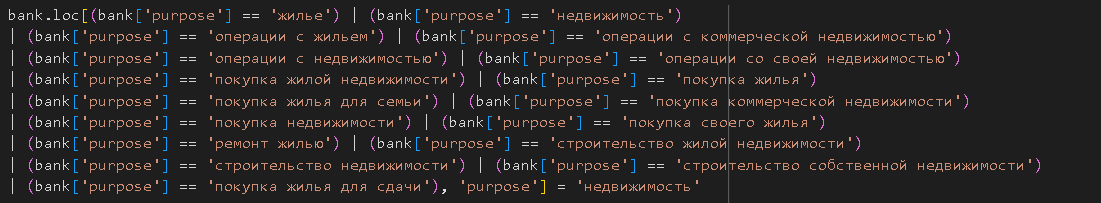 bank.loc[(bank['purpose'] == 'жилье') | (bank['purpose'] == 'недвижимость')
| (bank['purpose'] == 'операции с жильем') | (bank['purpose'] == 'операции с коммерческой недвижимостью')
| (bank['purpose'] == 'операции с недвижимостью') | (bank['purpose'] == 'операции со своей недвижимостью')
| (bank['purpose'] == 'покупка жилой недвижимости') | (bank['purpose'] == 'покупка жилья')
| (bank['purpose'] == 'покупка жилья для семьи') | (bank['purpose'] == 'покупка коммерческой недвижимости')
| (bank['purpose'] == 'покупка недвижимости') | (bank['purpose'] == 'покупка своего жилья')
| (bank['purpose'] == 'ремонт жилью') | (bank['purpose'] == 'строительство жилой недвижимости')
| (bank['purpose'] == 'строительство недвижимости') | (bank['purpose'] == 'строительство собственной недвижимости')
| (bank['purpose'] == 'покупка жилья для сдачи'), 'purpose'] = 'недвижимость'